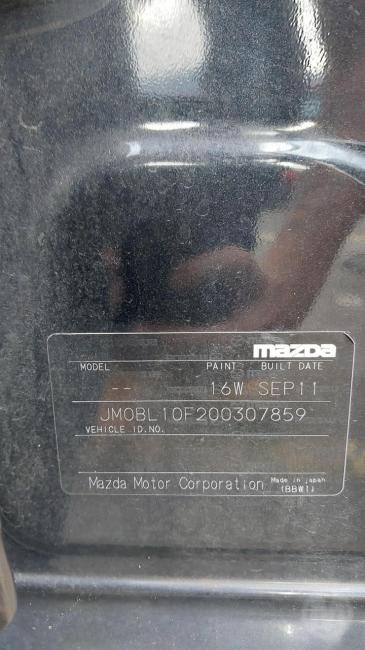 mazda
MODEL PAINT BUILT DATE
-- 16W SEP11
JM0BL10F200307859
VEHICLE ID.NO.
Mazda Motor Corporation Made in japan
(BBW1)